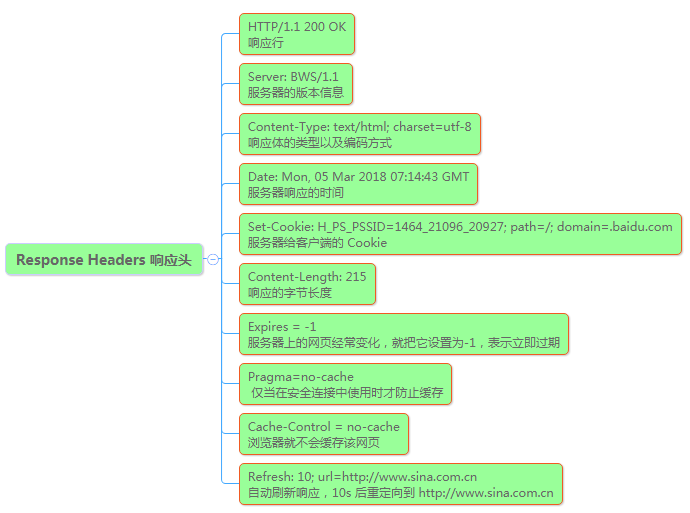 HTTP/1.1 200 OK
响应行
Server: BWS/1.1
服务器的版本信息
Content-Type: text/html; charset=utf-8
响应体的类型以及编码方式
Date: Mon, 05 Mar 2018 07:14:43 GMT
服务器响应的时间
Set-Cookie: H_PS_PSSID=1464_21096_20927; path=/; domain=.baidu.com
服务器给客户端的 Cookie
Response Headers 响应头
Content-Length: 215
响应的字节长度
Expires = -1
服务器上的网页经常变化，就把它设置为-1，表示立即过期
Pragma=no-cache
仅当在安全连接中使用时才防止缓存
Cache-Control = no-cache
浏览器就不会缓存该网页
Refresh: 10; url=http://www.sina.com.cn
自动刷新响应，10s 后重定向到 http://www.sina.com.cn